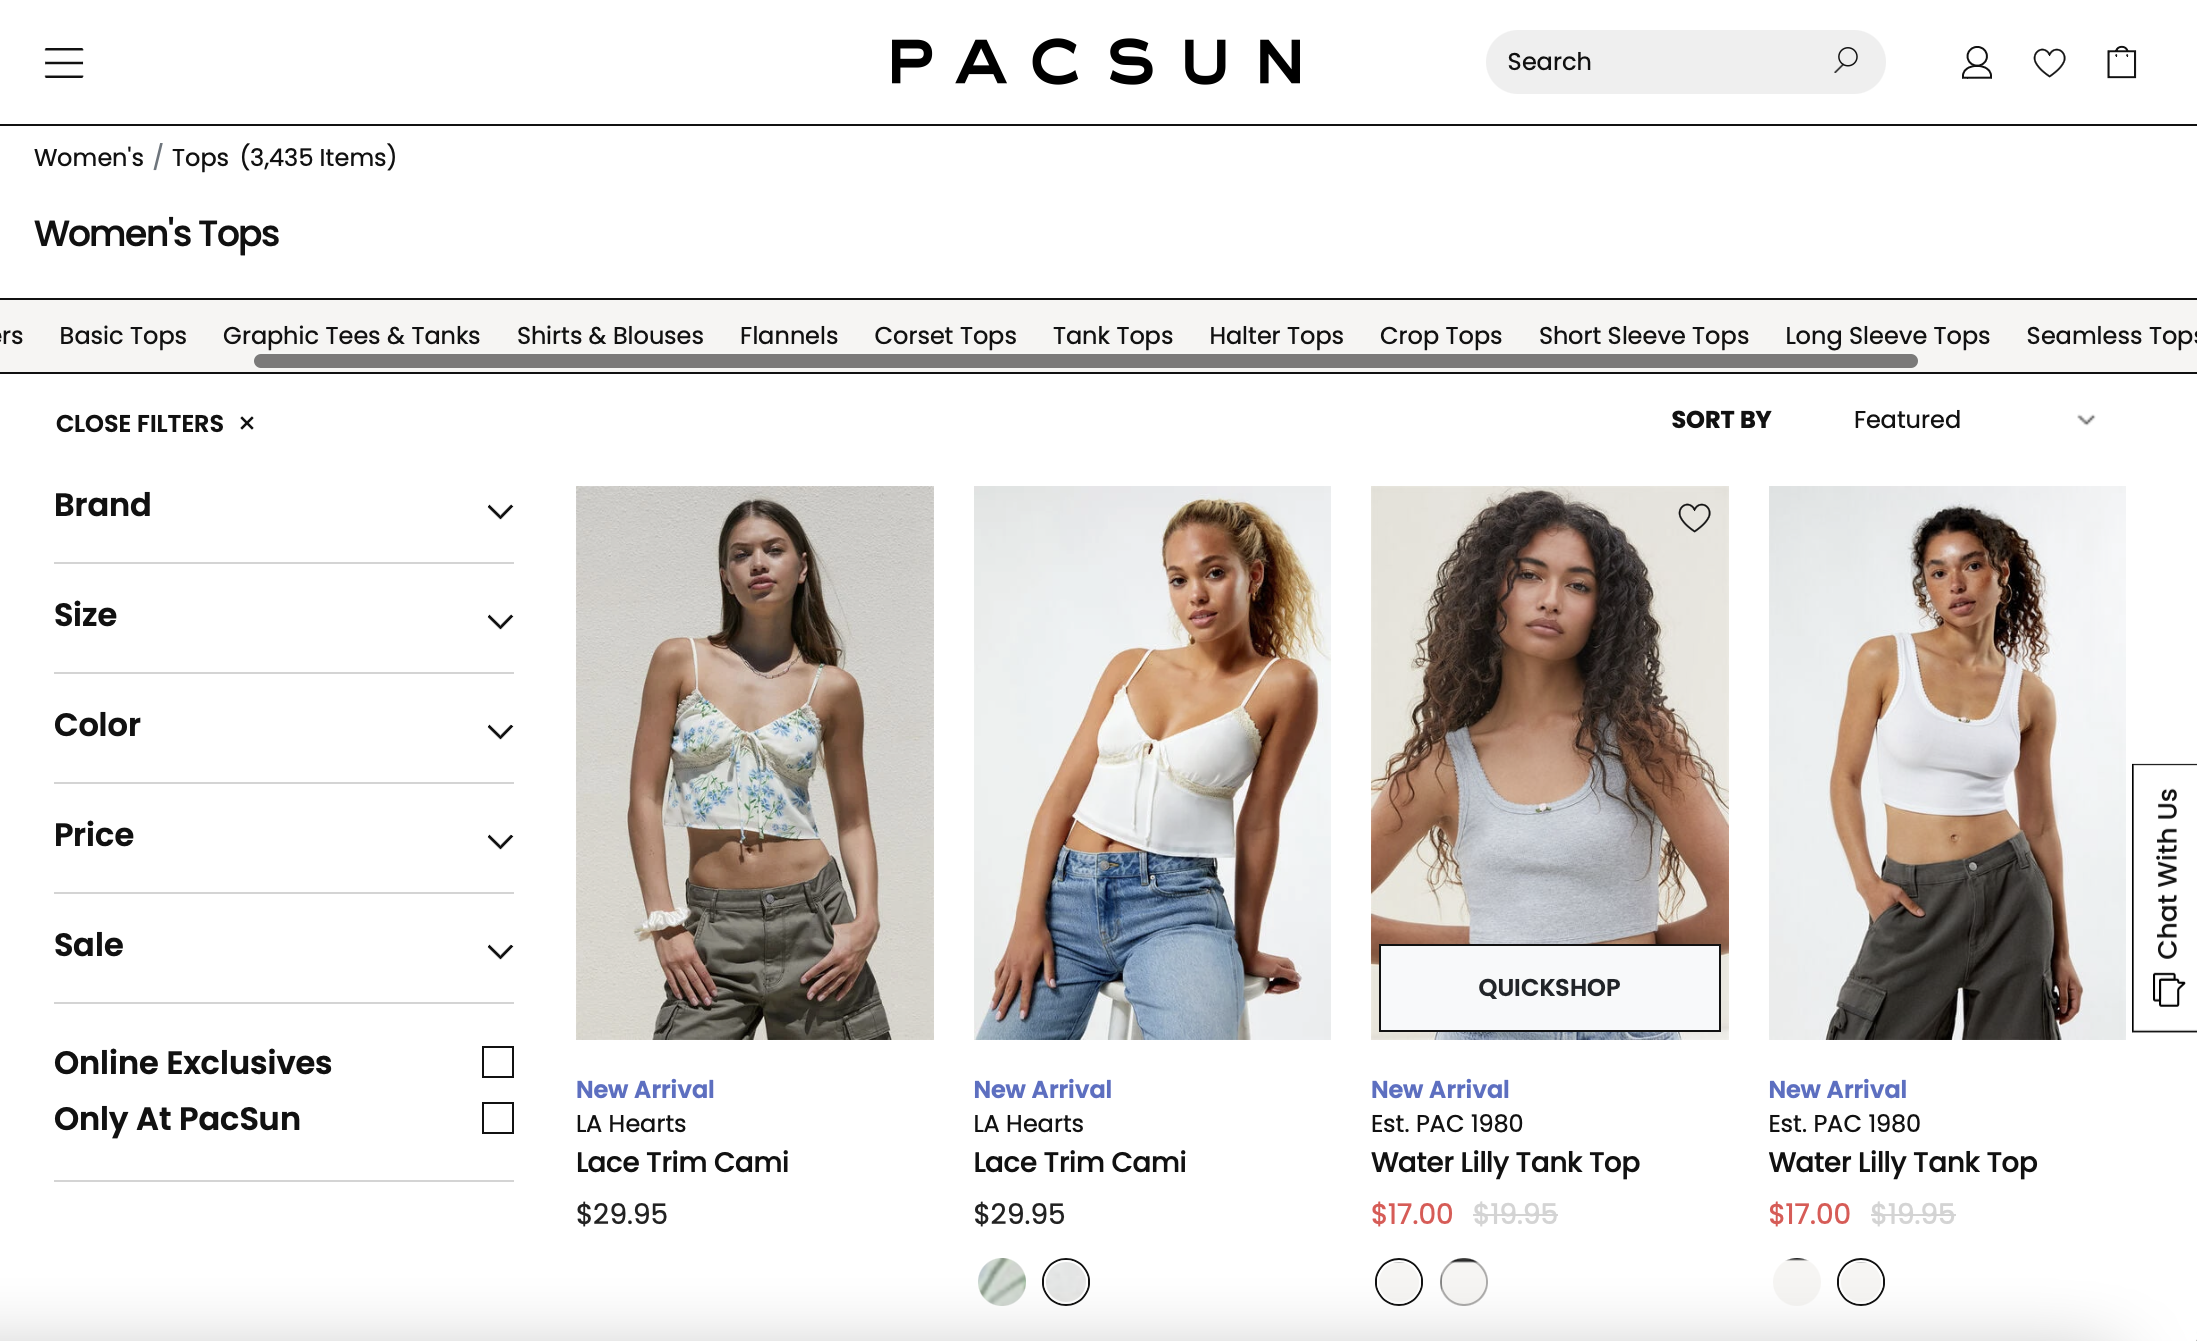 PACSUN
Search
Women's / Tops (3,435 Items)
Women's Tops
rs Basic Tops Graphic Tees & Tanks Shirts & Blouses Flannels Corset Tops Tank Tops Halter Tops Crop Tops Short Sleeve Tops Long Sleeve Tops Seamless Tops
CLOSE FILTERS ×
SORT BY Featured
Brand
Size
Color
Price
Sale
Online Exclusives
Only At PacSun
QUICKSHOP
New Arrival
LA Hearts
Lace Trim Cami
$29.95
New Arrival
LA Hearts
Lace Trim Cami
$29.95
New Arrival
Est. PAC 1980
Water Lilly Tank Top
$17.00 $19.95
New Arrival
Est. PAC 1980
Water Lilly Tank Top
$17.00 $19.95
Chat With Us